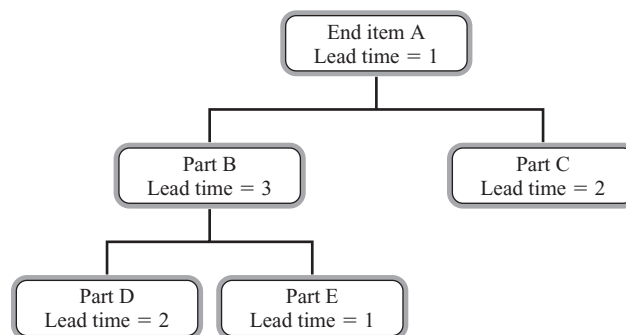 End item A
Lead time = 1
Part B
Lead time = 3
Part C
Lead time = 2
Part D
Lead time = 2
Part E
Lead time = 1